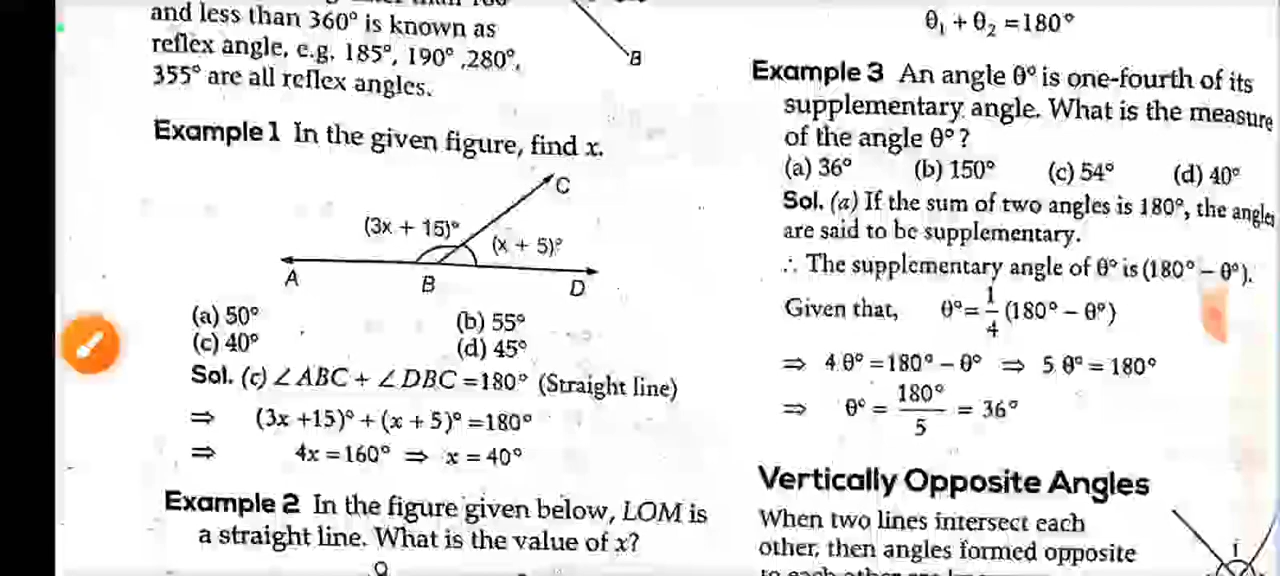 and less than 360° is known as
reflex angle, e.g. 185°, 190° ,280°,
355° are all reflex angles.
Example 1 In the given figure, find x.
C
(3x + 15)°
(x + 5)°
A
B
D
(a) 50°
(b) 55°
(c) 40°
(d) 45°
Sol. (c) ∠ABC + ∠DBC =180° (Straight line)
⇒ (3x +15)° + (x + 5)° =180°
⇒ 4x =160° ⇒ x = 40°
Example 2 In the figure given below, LOM is
a straight line. What is the value of x?
Q
B
θ₁ + θ₂ =180°
Example 3 An angle θ° is one-fourth of its
supplementary angle. What is the measure
of the angle θ° ?
(a) 36° (b) 150° (c) 54° (d) 40°
Sol. (a) If the sum of two angles is 180°, the angles
are said to be supplementary.
∴ The supplementary angle of θ° is (180° – θ°).
Given that, θ° = 1/4 (180° – θ°)
⇒ 4 θ° =180° – θ° ⇒ 5 θ° = 180°
⇒ θ° = 180°/5 = 36°
Vertically Opposite Angles
When two lines intersect each
other, then angles formed opposite